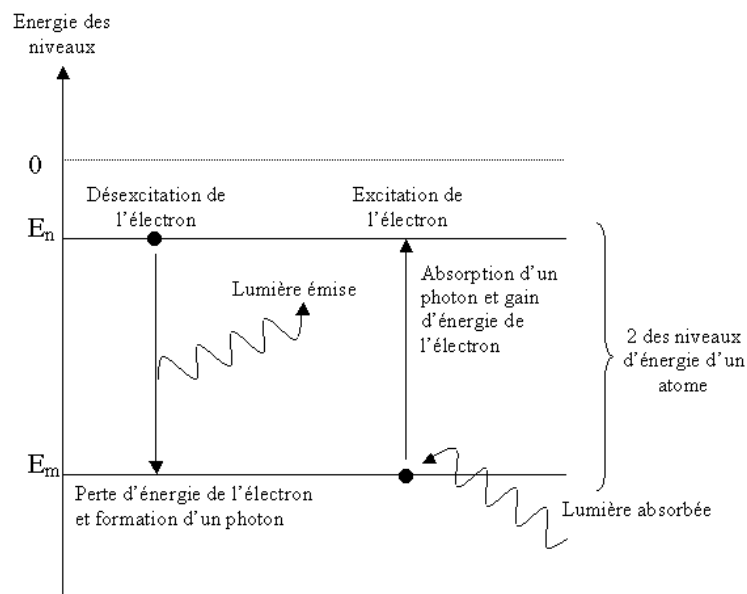 Energie des
niveaux
0
Désexcitation de
l'électron
Excitation de
l'électron
En
Absorption d'un
photon et gain
d'énergie de
l'électron
Lumière émise
2 des niveaux
d'énergie d'un
atome
Em
Perte d'énergie de l'électron
et formation d'un photon
Lumière absorbée